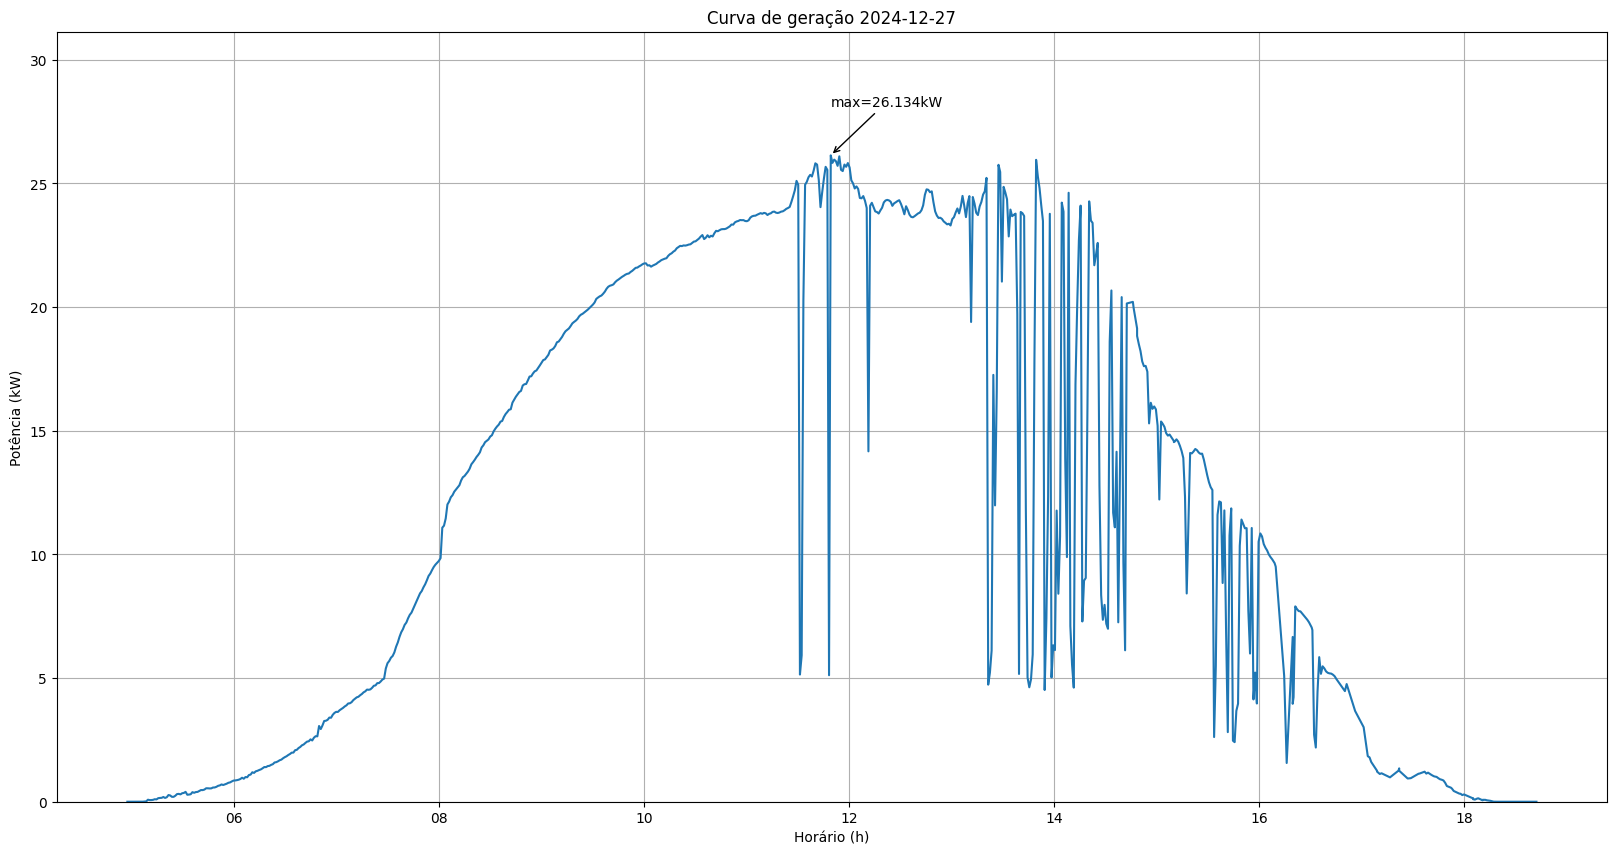 Curva de geração 2024-12-27
30
max=26.134kW
25
20
15
Potência (kW)
10
5
0
06 08 10 12 14 16 18
Horário (h)